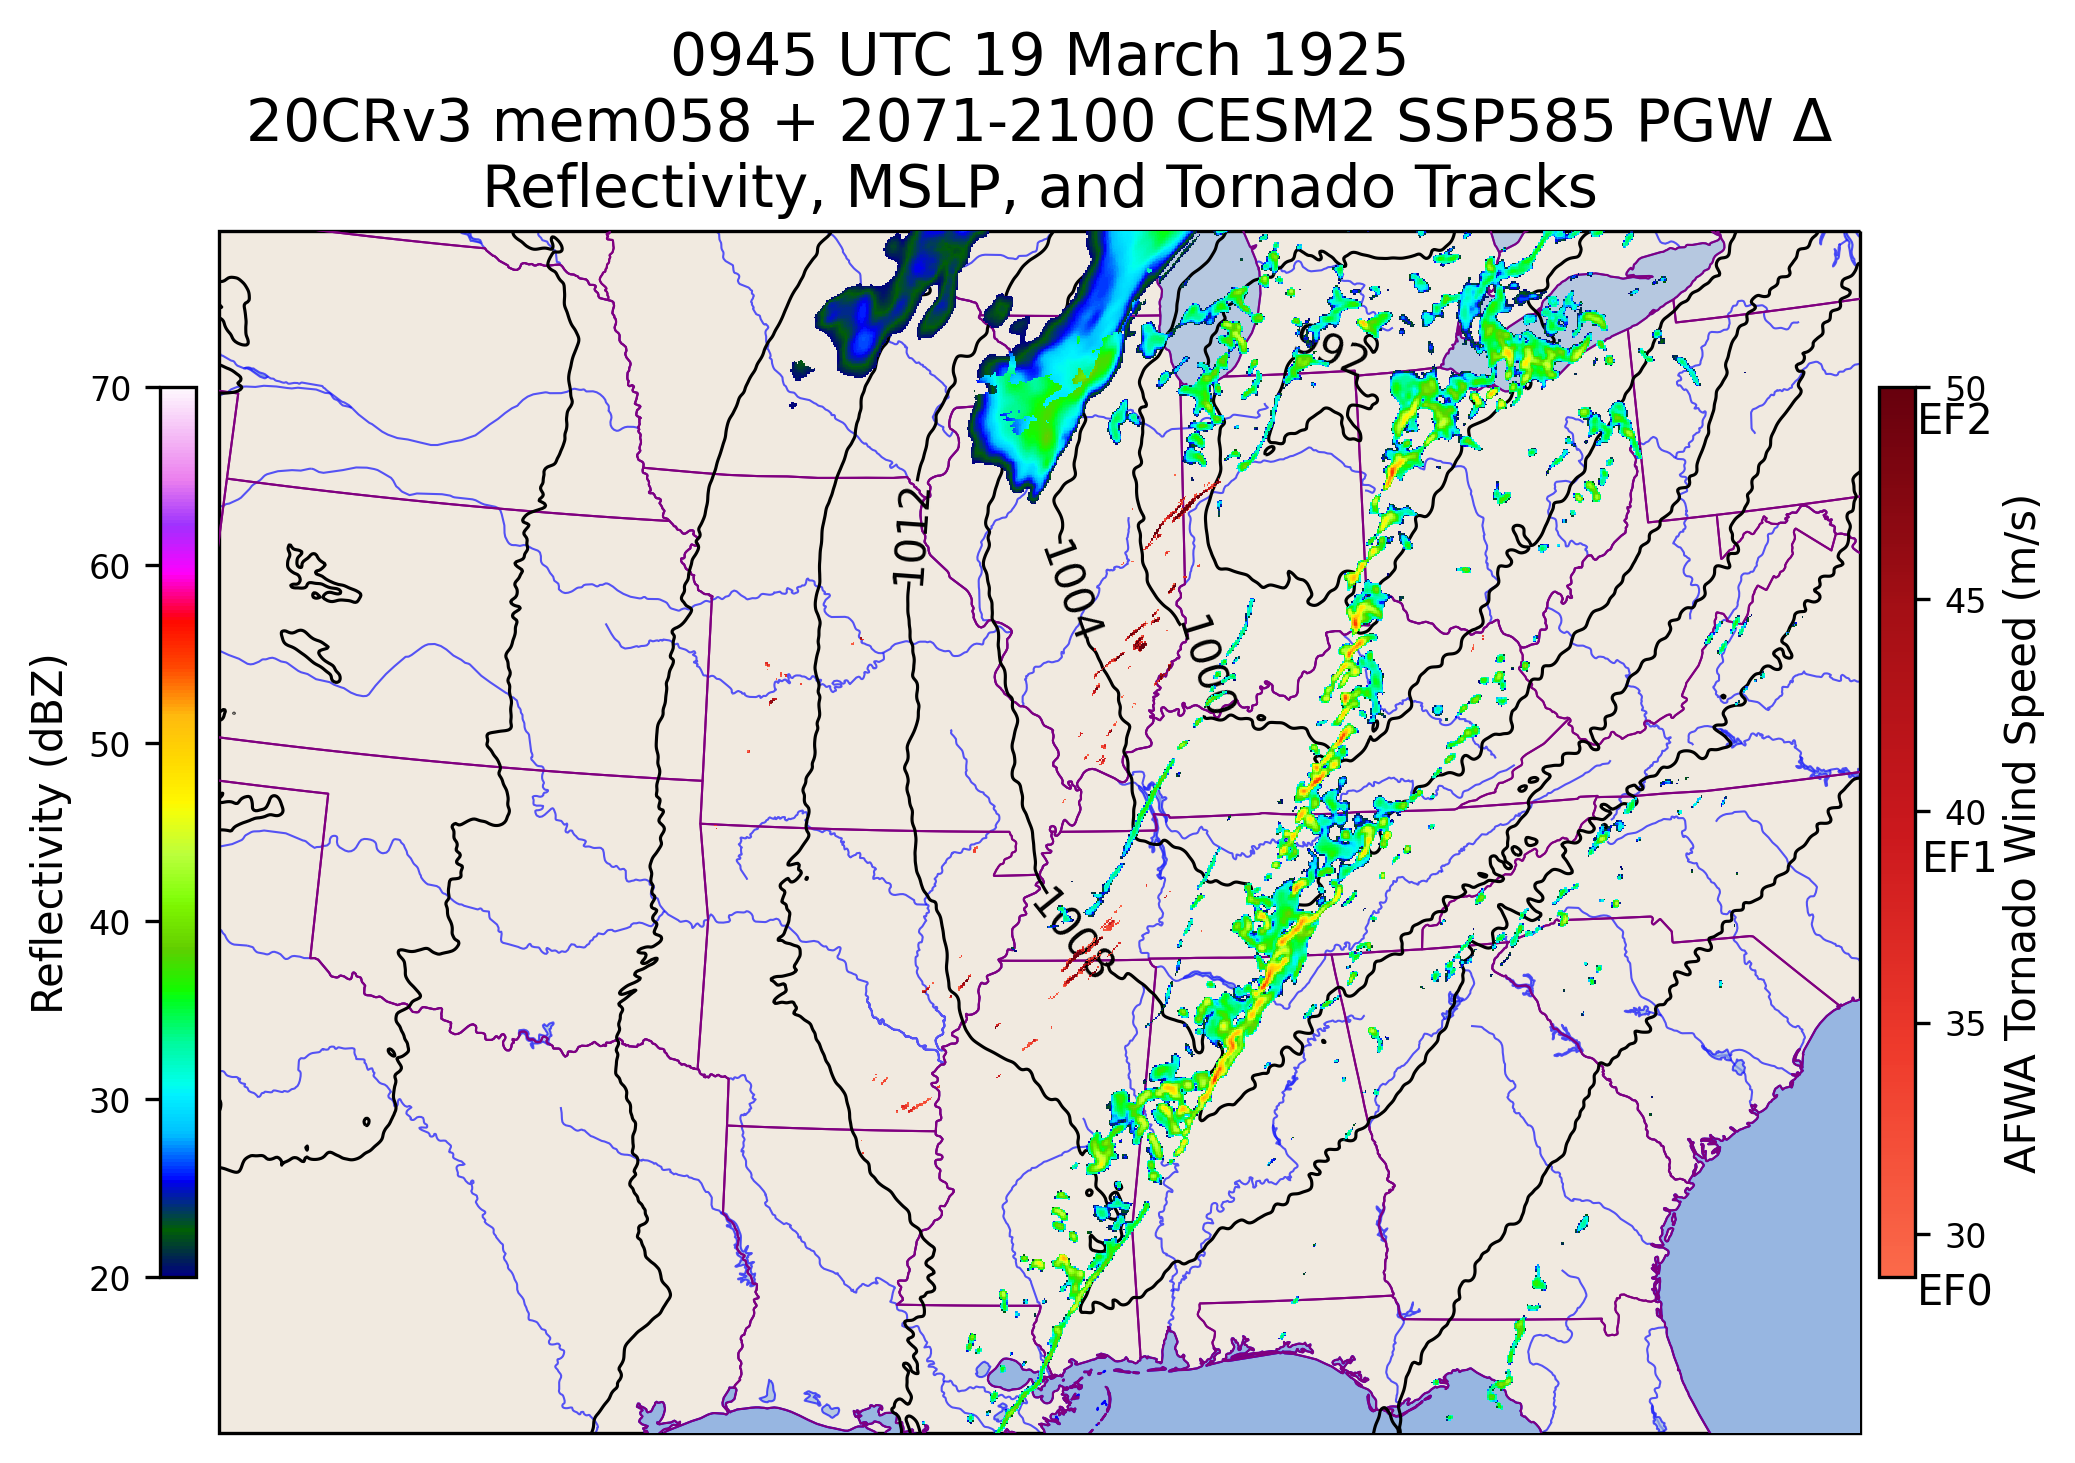 0945 UTC 19 March 1925
20CRv3 mem058 + 2071-2100 CESM2 SSP585 PGW Δ
Reflectivity, MSLP, and Tornado Tracks
70
60
50
40
30
20
Reflectivity (dBZ)
992
1012
1004
1000
1008
50
EF2
45
40
EF1
35
30
EF0
AFWA Tornado Wind Speed (m/s)